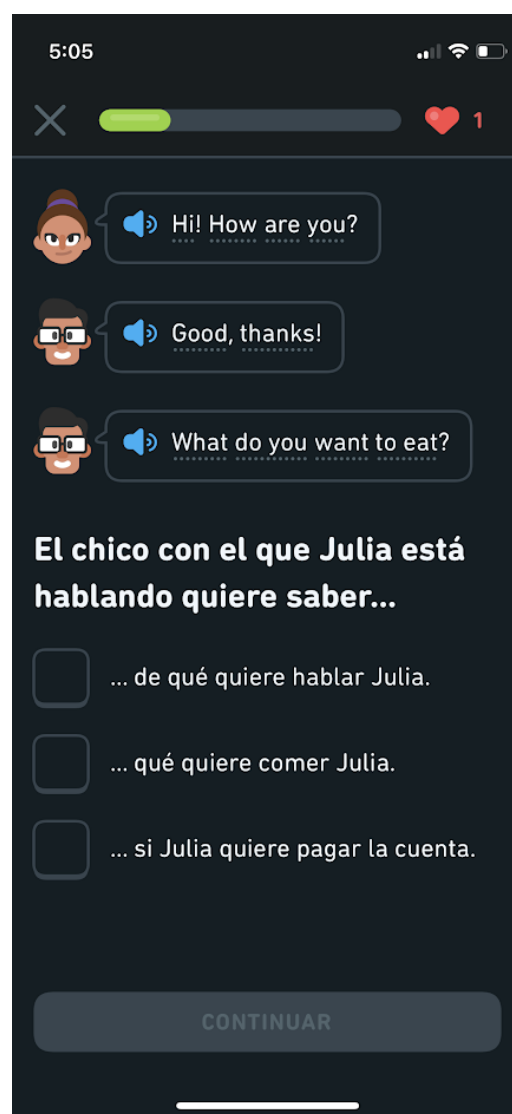 5:05
1
Hi! How are you?
Good, thanks!
What do you want to eat?
El chico con el que Julia está
hablando quiere saber...
... de qué quiere hablar Julia.
... qué quiere comer Julia.
... si Julia quiere pagar la cuenta.
CONTINUAR